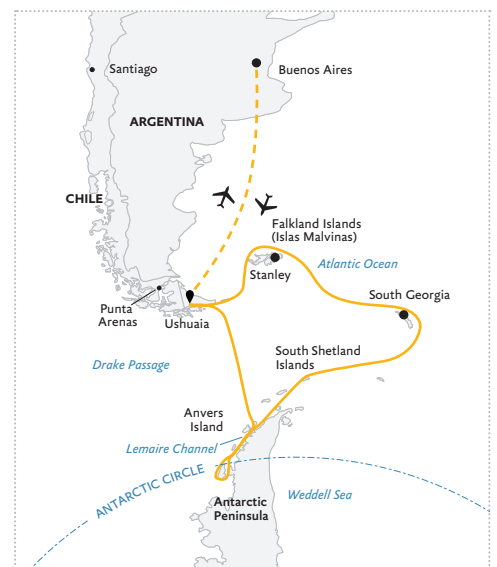 Santiago
Buenos Aires
ARGENTINA
CHILE
Falkland Islands
(Islas Malvinas)
Atlantic Ocean
Stanley
South Georgia
Punta
Arenas
Ushuaia
South Shetland
Islands
Drake Passage
Anvers
Island
Lemaire Channel
ANTARCTIC CIRCLE
Weddell Sea
Antarctic
Peninsula